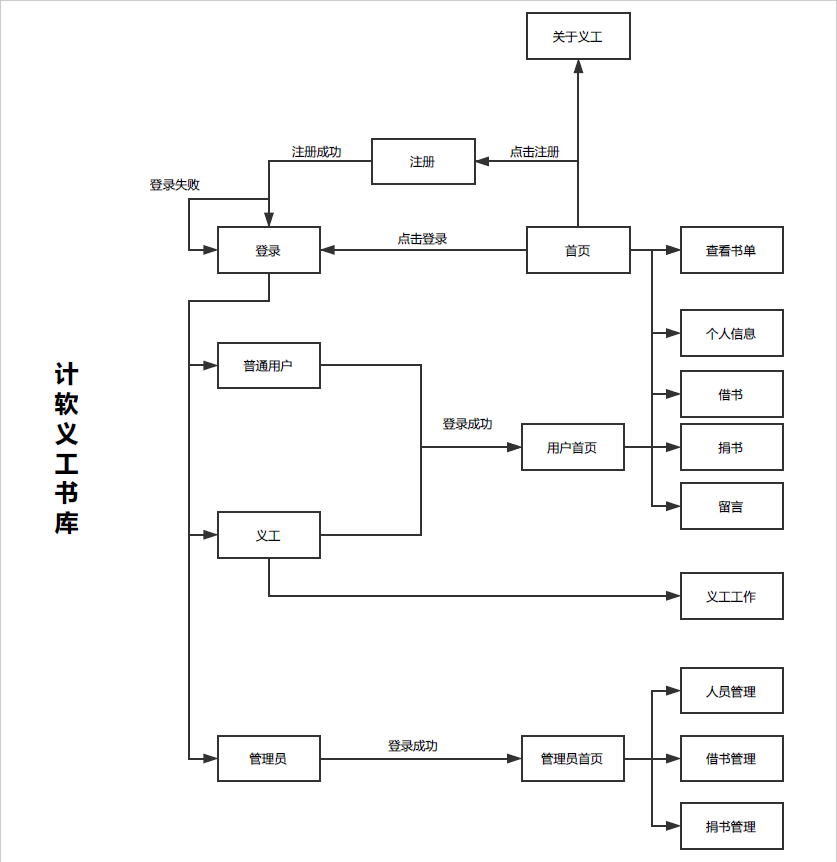 关于义工
注册成功
注册
点击注册
登录失败
登录
点击登录
首页
查看书单
个人信息
普通用户
借书
登录成功
用户首页
捐书
留言
计软义工书库
义工
义工工作
人员管理
管理员
登录成功
管理员首页
借书管理
捐书管理